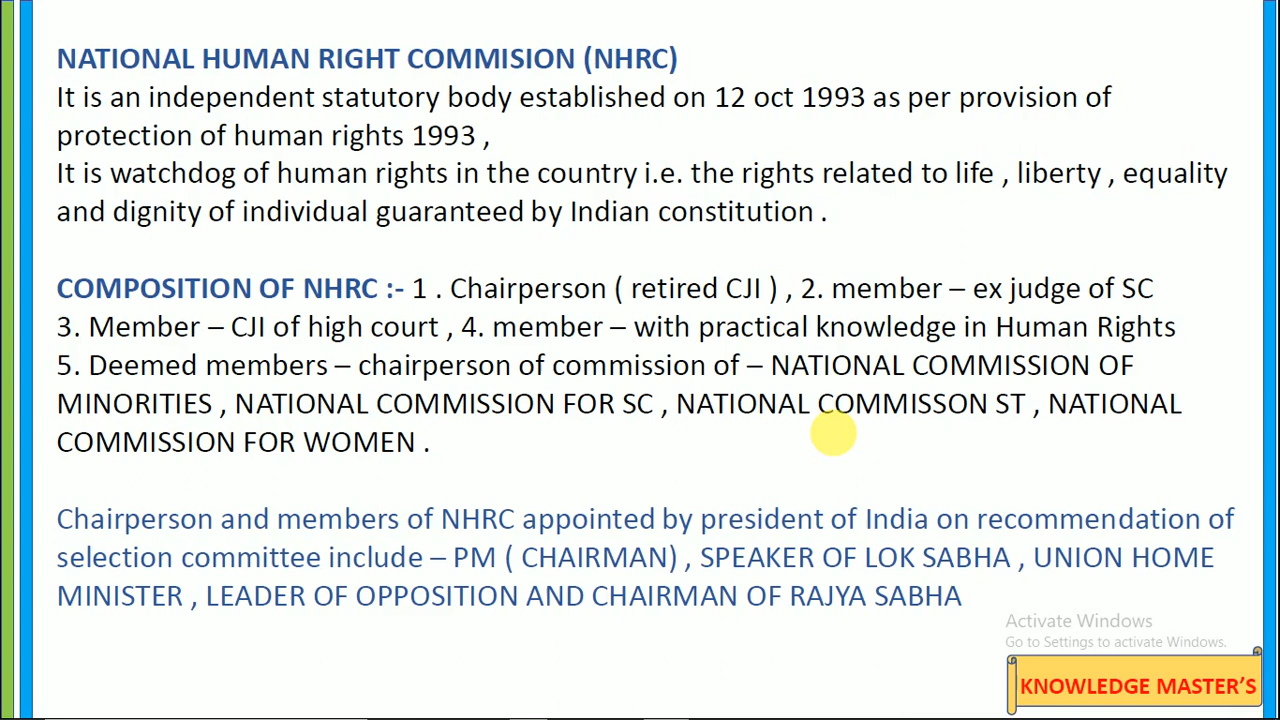 NATIONAL HUMAN RIGHT COMMISION (NHRC)
It is an independent statutory body established on 12 oct 1993 as per provision of
protection of human rights 1993 ,
It is watchdog of human rights in the country i.e. the rights related to life , liberty , equality
and dignity of individual guaranteed by Indian constitution .
COMPOSITION OF NHRC :- 1 . Chairperson ( retired CJI ) , 2. member – ex judge of SC
3. Member – CJI of high court , 4. member – with practical knowledge in Human Rights
5. Deemed members – chairperson of commission of – NATIONAL COMMISSION OF
MINORITIES , NATIONAL COMMISSION FOR SC , NATIONAL COMMISSON ST , NATIONAL
COMMISSION FOR WOMEN .
Chairperson and members of NHRC appointed by president of India on recommendation of
selection committee include – PM ( CHAIRMAN) , SPEAKER OF LOK SABHA , UNION HOME
MINISTER , LEADER OF OPPOSITION AND CHAIRMAN OF RAJYA SABHA
Activate Windows
Go to Settings to activate Windows.
KNOWLEDGE MASTER'S